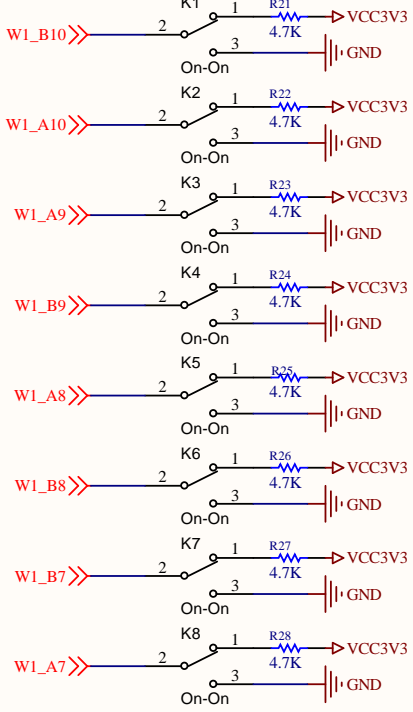 K1
1 R21 VCC3V3
W1_B10 2 4.7K
3 GND
On-On
K2
1 R22 VCC3V3
W1_A10 2 4.7K
3 GND
On-On
K3
1 R23 VCC3V3
W1_A9 2 4.7K
3 GND
On-On
K4
1 R24 VCC3V3
W1_B9 2 4.7K
3 GND
On-On
K5
1 R25 VCC3V3
W1_A8 2 4.7K
3 GND
On-On
K6
1 R26 VCC3V3
W1_B8 2 4.7K
3 GND
On-On
K7
1 R27 VCC3V3
W1_B7 2 4.7K
3 GND
On-On
K8
1 R28 VCC3V3
W1_A7 2 4.7K
3 GND
On-On